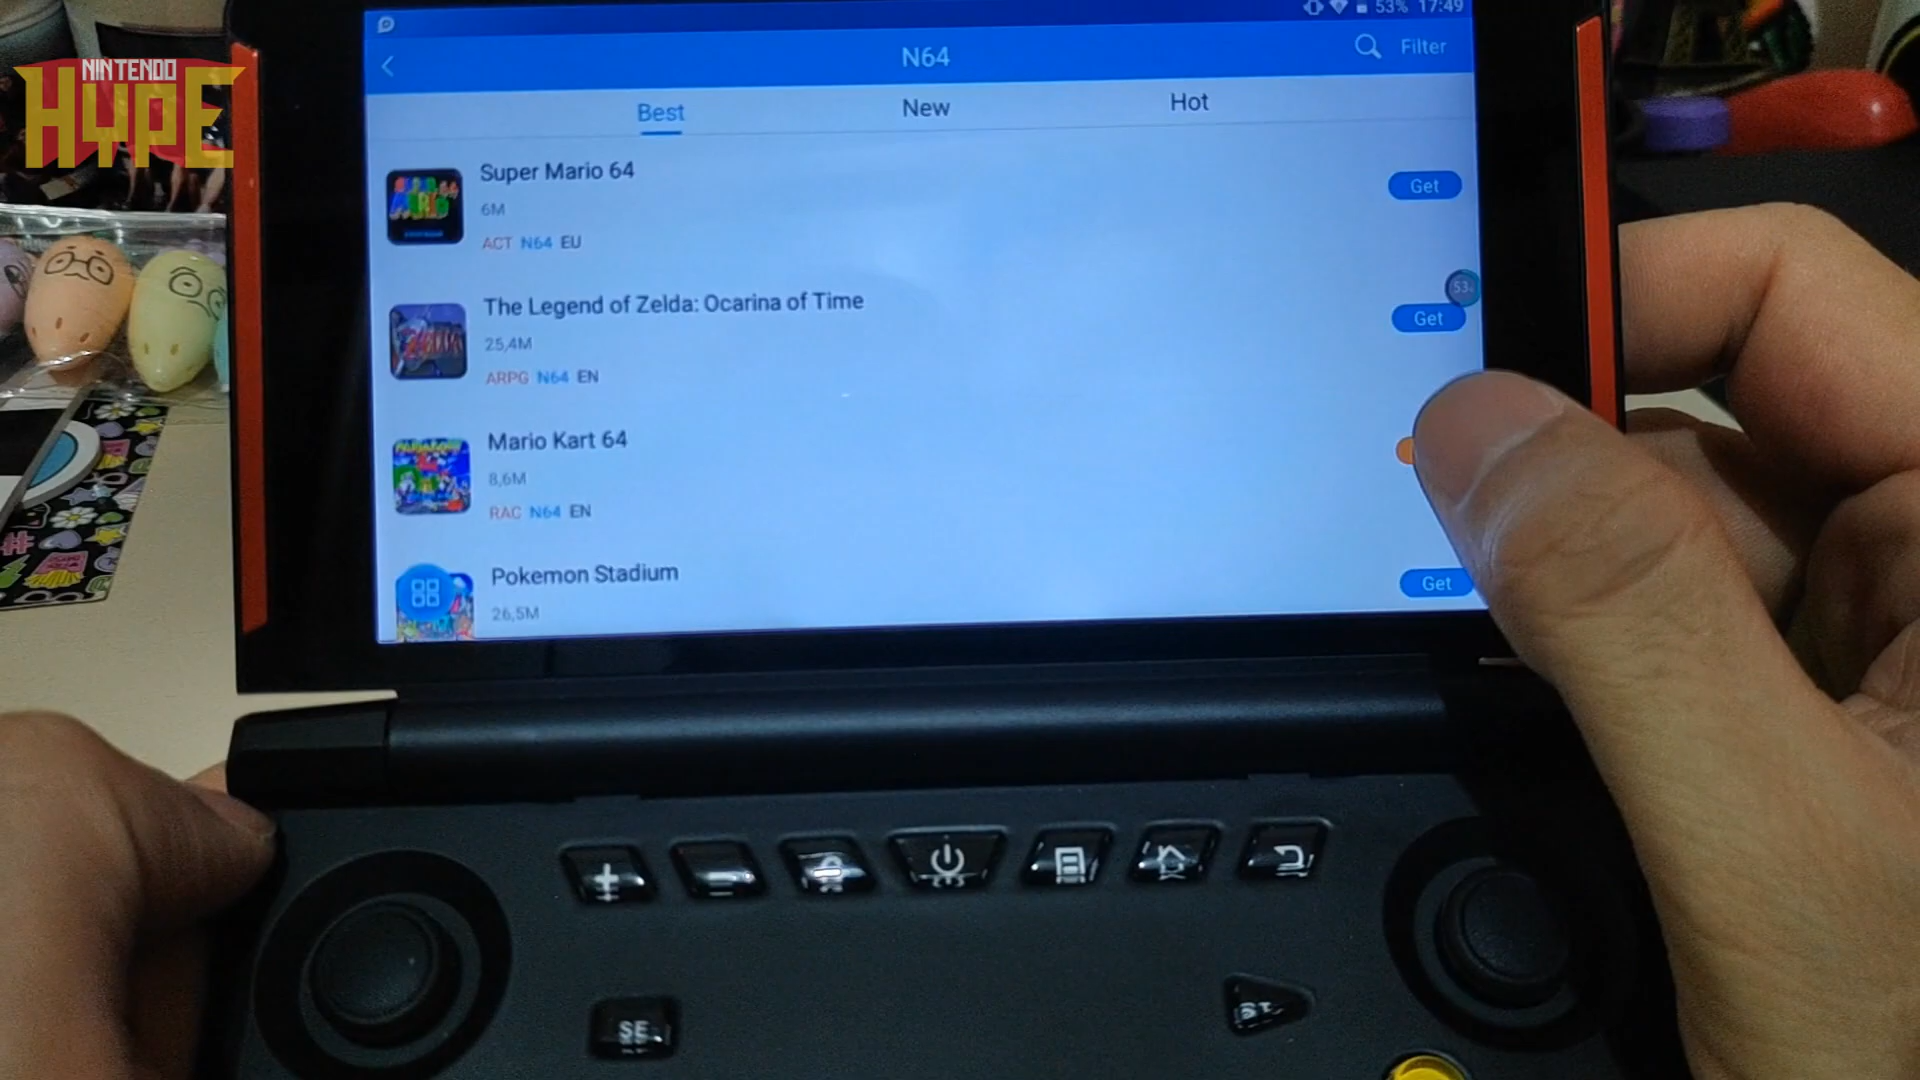 NINTENDO
HYPE
53% 17:49
N64
Filter
Best
New
Hot
Super Mario 64
6M
ACT N64 EU
Get
The Legend of Zelda: Ocarina of Time
25,4M
ARPG N64 EN
53
Get
Mario Kart 64
8,6M
RAC N64 EN
Pokemon Stadium
26,5M
Get
SE
ST